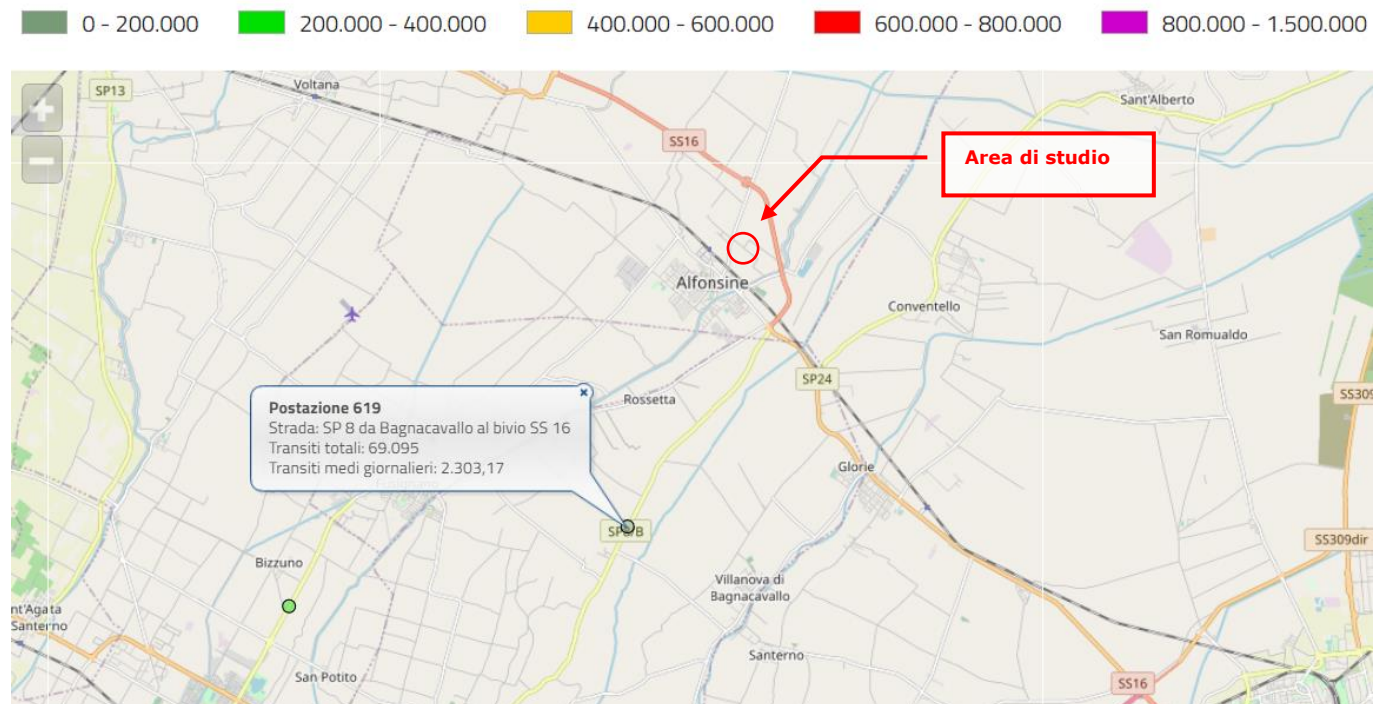 0 - 200.000 200.000 - 400.000 400.000 - 600.000 600.000 - 800.000 800.000 - 1.500.000
+
−
SP13
Voltana
Sant'Alberto
SS16
Area di studio
Alfonsine
Conventello
San Romualdo
SP24
SS309
Rossetta
Postazione 619
Strada: SP 8 da Bagnacavallo al bivio SS 16
Transiti totali: 69.095
Transiti medi giornalieri: 2.303,17
Glorie
SS309dir
Bizzuno
Villanova di
Bagnacavallo
nt'Agata
Santerno
Santerno
San Potito
SS16